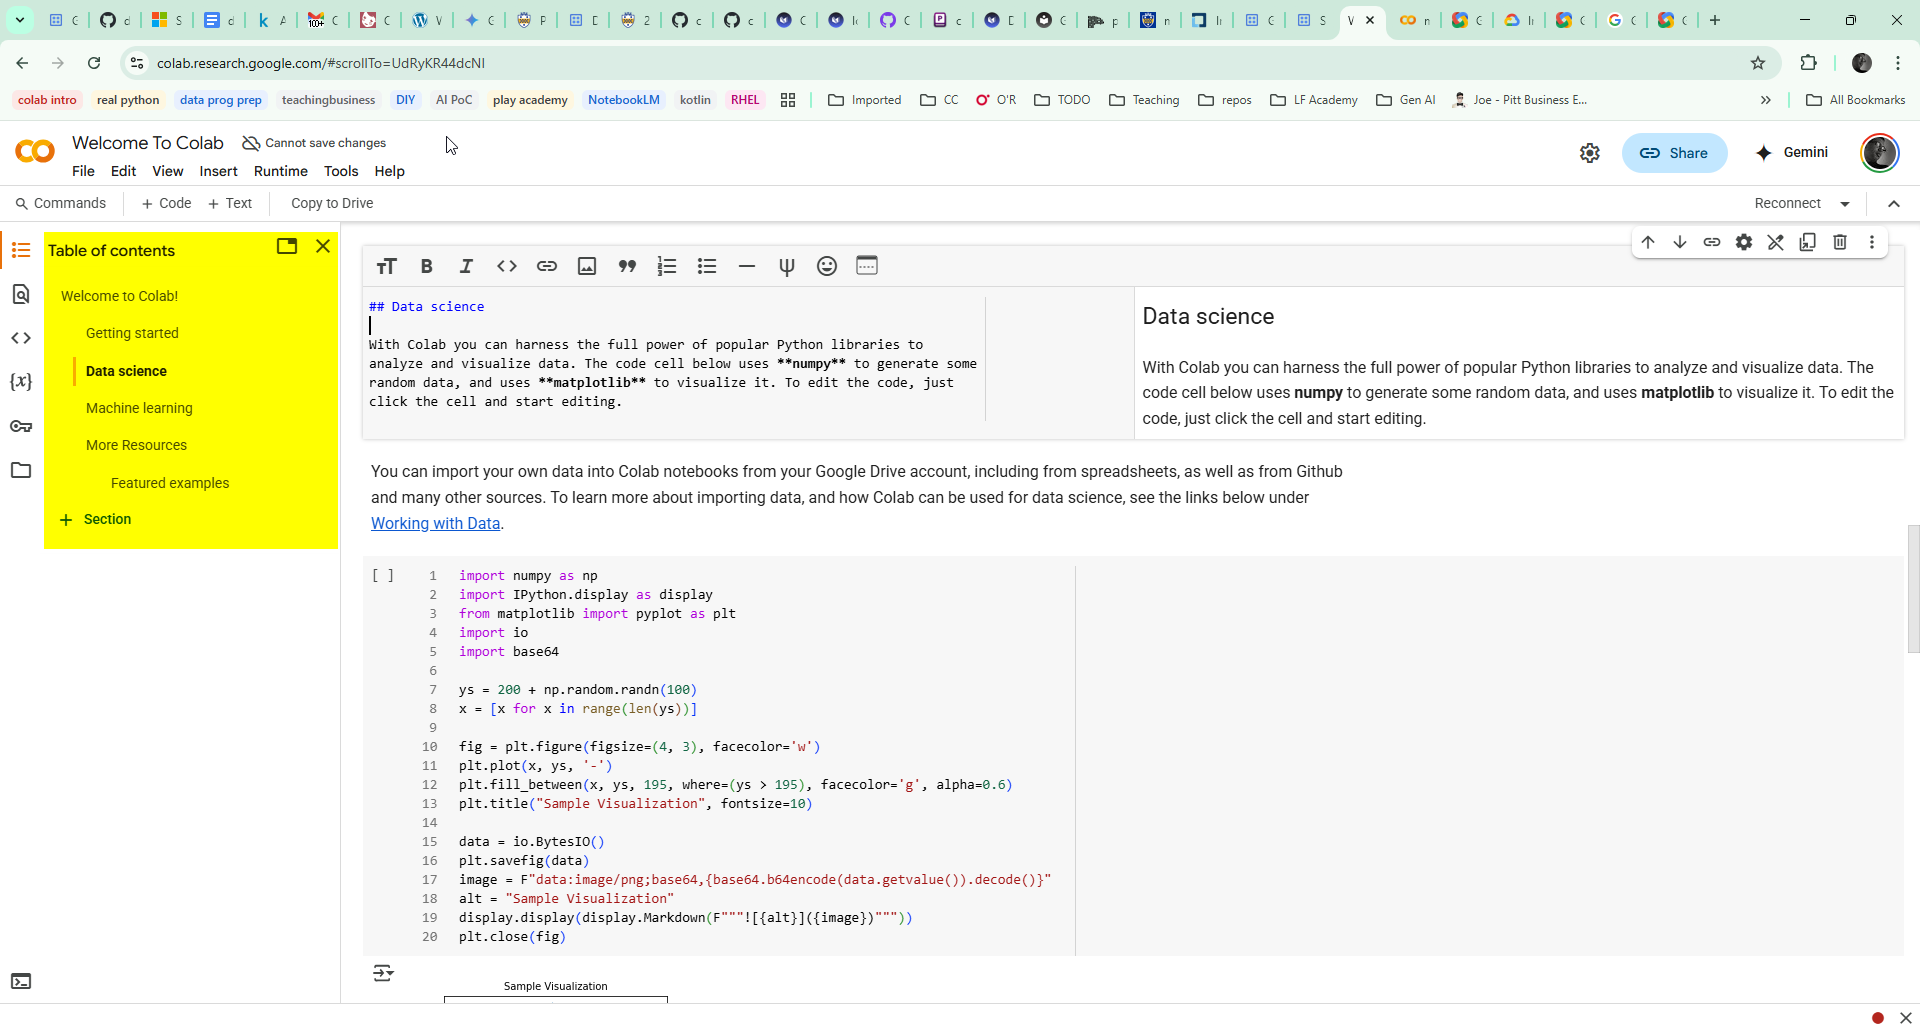 colab.research.google.com/#scrollTo=UdRyKR44dcNI
colab intro
real python
data prog prep
teachingbusiness
DIY
AI PoC
play academy
NotebookLM
kotlin
RHEL
Imported
CC
O'R
TODO
Teaching
repos
LF Academy
Gen AI
Joe - Pitt Business E...
All Bookmarks
Welcome To Colab
Cannot save changes
File Edit View Insert Runtime Tools Help
Share
Gemini
Commands
+ Code
+ Text
Copy to Drive
Reconnect
Table of contents
Welcome to Colab!
Getting started
Data science
Machine learning
More Resources
Featured examples
+ Section
## Data science
With Colab you can harness the full power of popular Python libraries to
analyze and visualize data. The code cell below uses **numpy** to generate some
random data, and uses **matplotlib** to visualize it. To edit the code, just
click the cell and start editing.
Data science
With Colab you can harness the full power of popular Python libraries to analyze and visualize data. The
code cell below uses numpy to generate some random data, and uses matplotlib to visualize it. To edit the
code, just click the cell and start editing.
You can import your own data into Colab notebooks from your Google Drive account, including from spreadsheets, as well as from Github
and many other sources. To learn more about importing data, and how Colab can be used for data science, see the links below under
Working with Data.
[ ]
1 import numpy as np
2 import IPython.display as display
3 from matplotlib import pyplot as plt
4 import io
5 import base64
6
7 ys = 200 + np.random.randn(100)
8 x = [x for x in range(len(ys))]
9
10 fig = plt.figure(figsize=(4, 3), facecolor='w')
11 plt.plot(x, ys, '-')
12 plt.fill_between(x, ys, 195, where=(ys > 195), facecolor='g', alpha=0.6)
13 plt.title("Sample Visualization", fontsize=10)
14
15 data = io.BytesIO()
16 plt.savefig(data)
17 image = F"data:image/png;base64,{base64.b64encode(data.getvalue()).decode()}"
18 alt = "Sample Visualization"
19 display.display(display.Markdown(F"""![{alt}]({image})"""))
20 plt.close(fig)
Sample Visualization